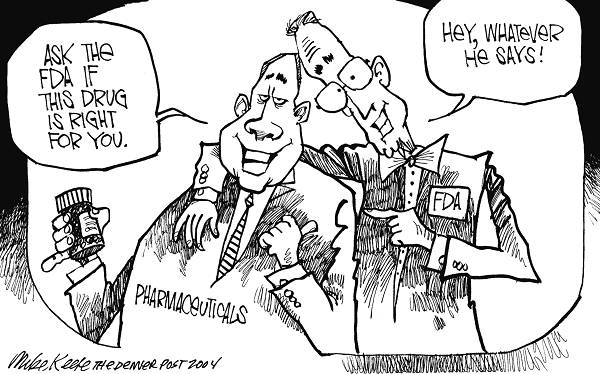 ASK THE
FDA IF
THIS DRUG
IS RIGHT
FOR YOU.
HEY, WHATEVER
HE SAYS!
FDA
PHARMACEUTICALS
Mike Keefe THE DENVER POST 2004